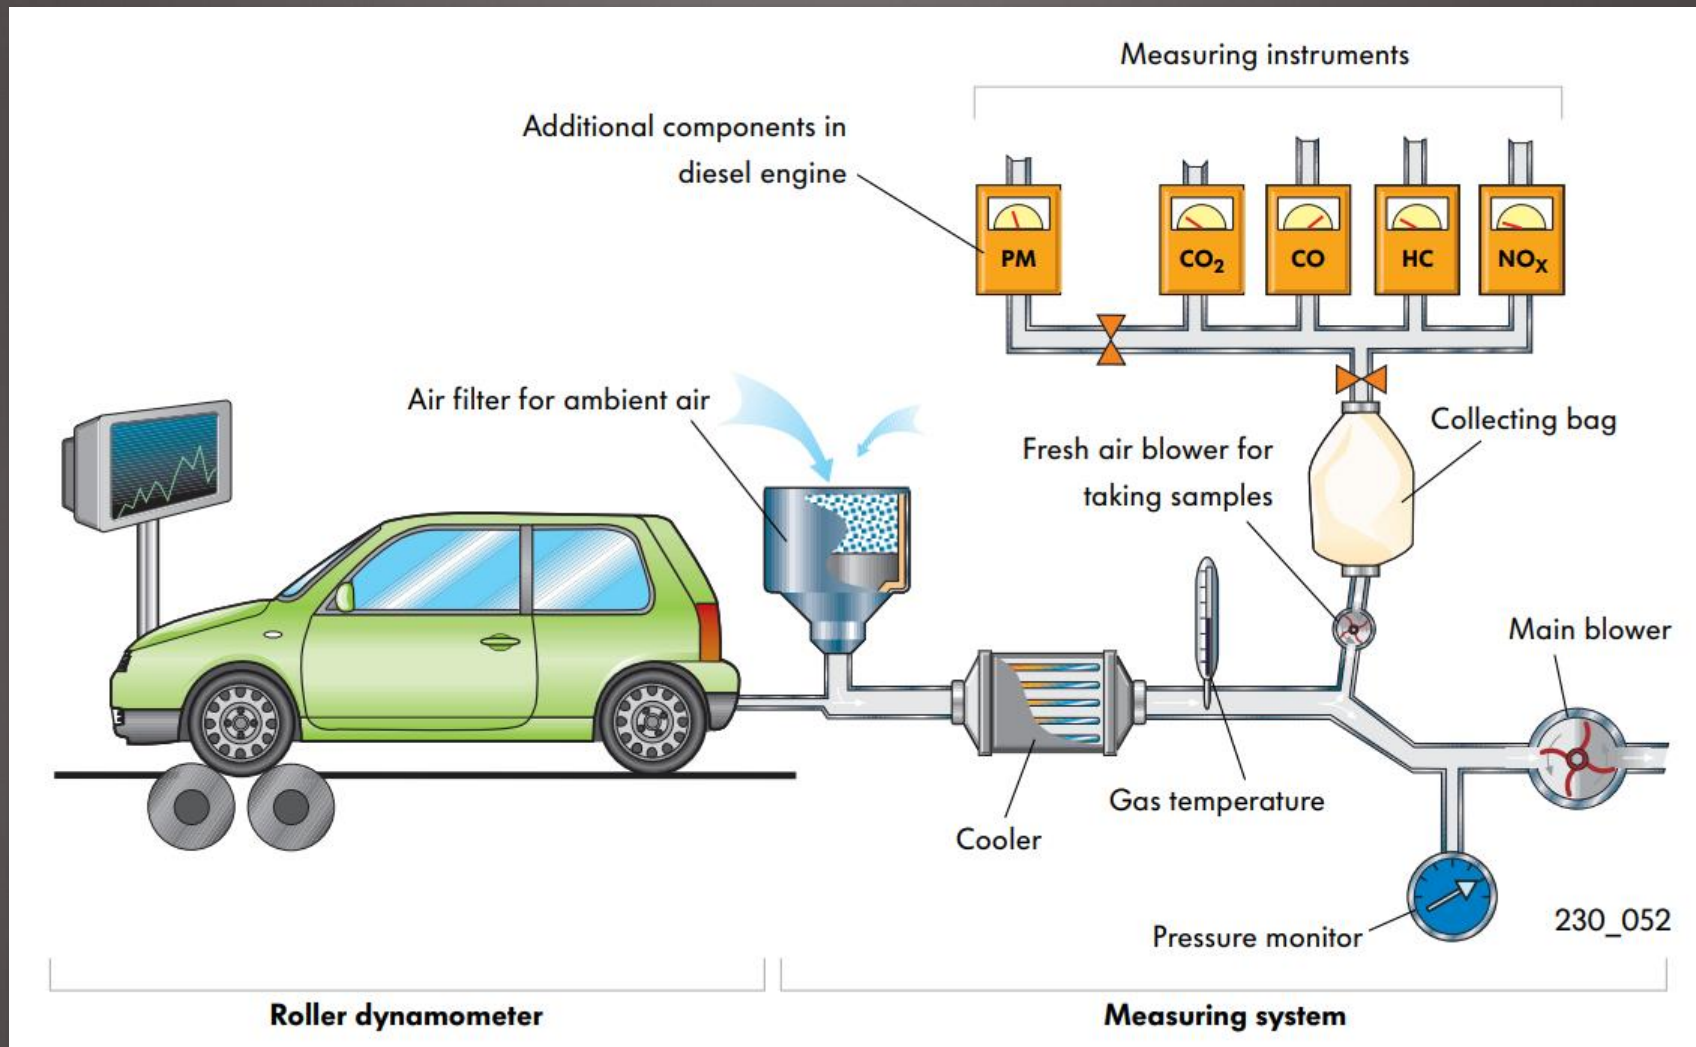 Measuring instruments
Additional components in
diesel engine
PM
CO₂
CO
HC
NOₓ
Air filter for ambient air
Collecting bag
Fresh air blower for
taking samples
Main blower
Gas temperature
Cooler
Pressure monitor
230_052
Roller dynamometer
Measuring system